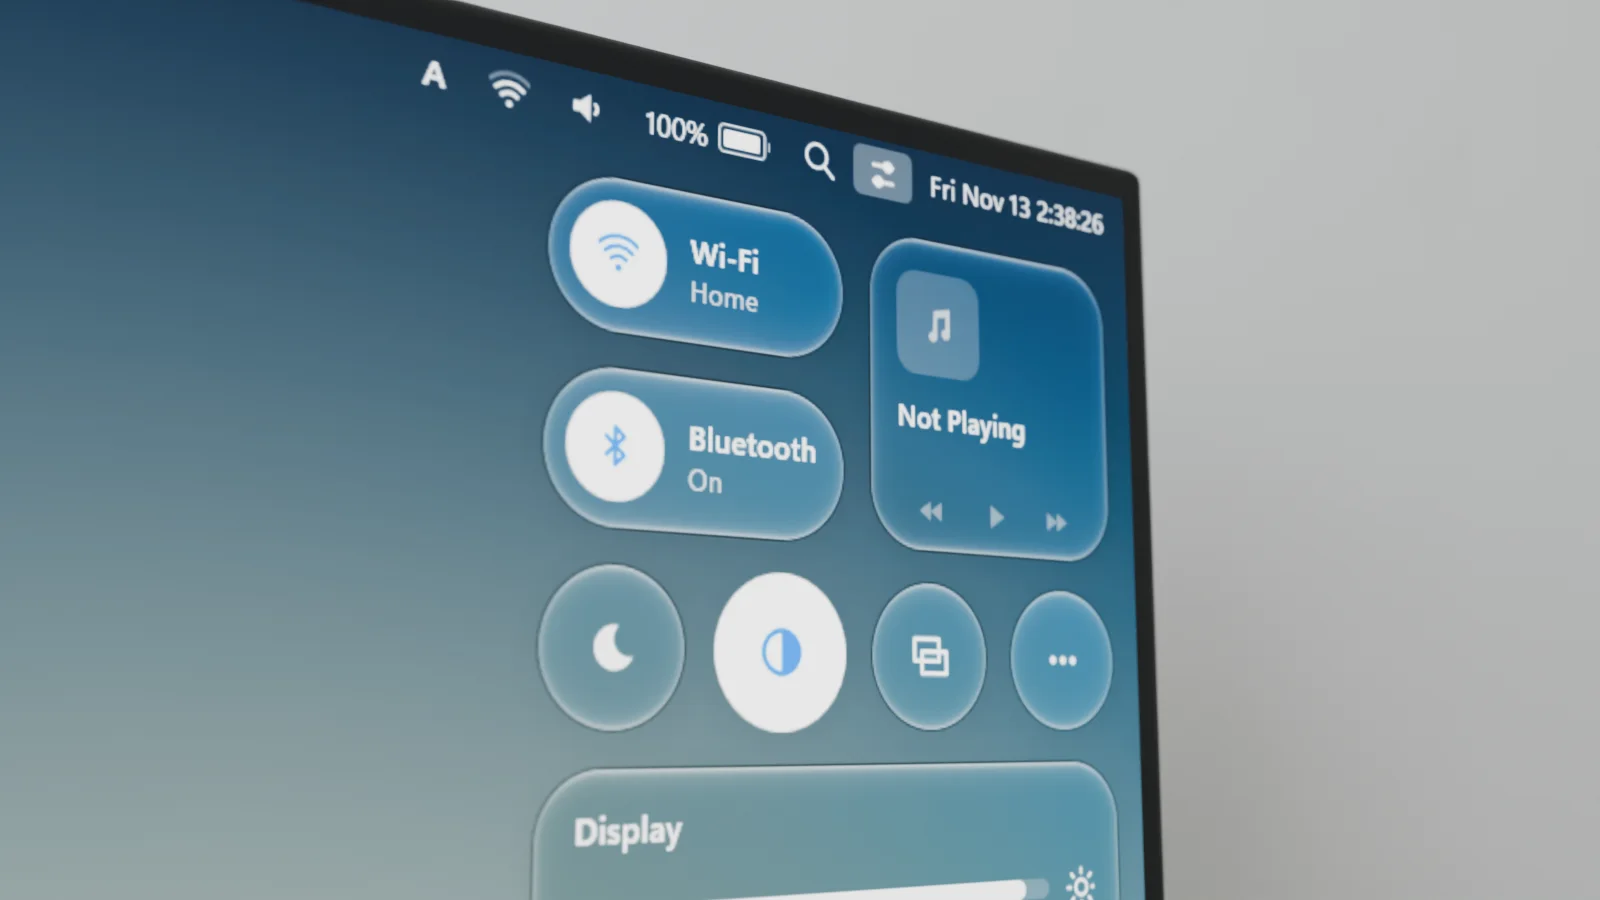 A
100%
Fri Nov 13 2:38:26
Wi-Fi
Home
Not Playing
Bluetooth
On
Display